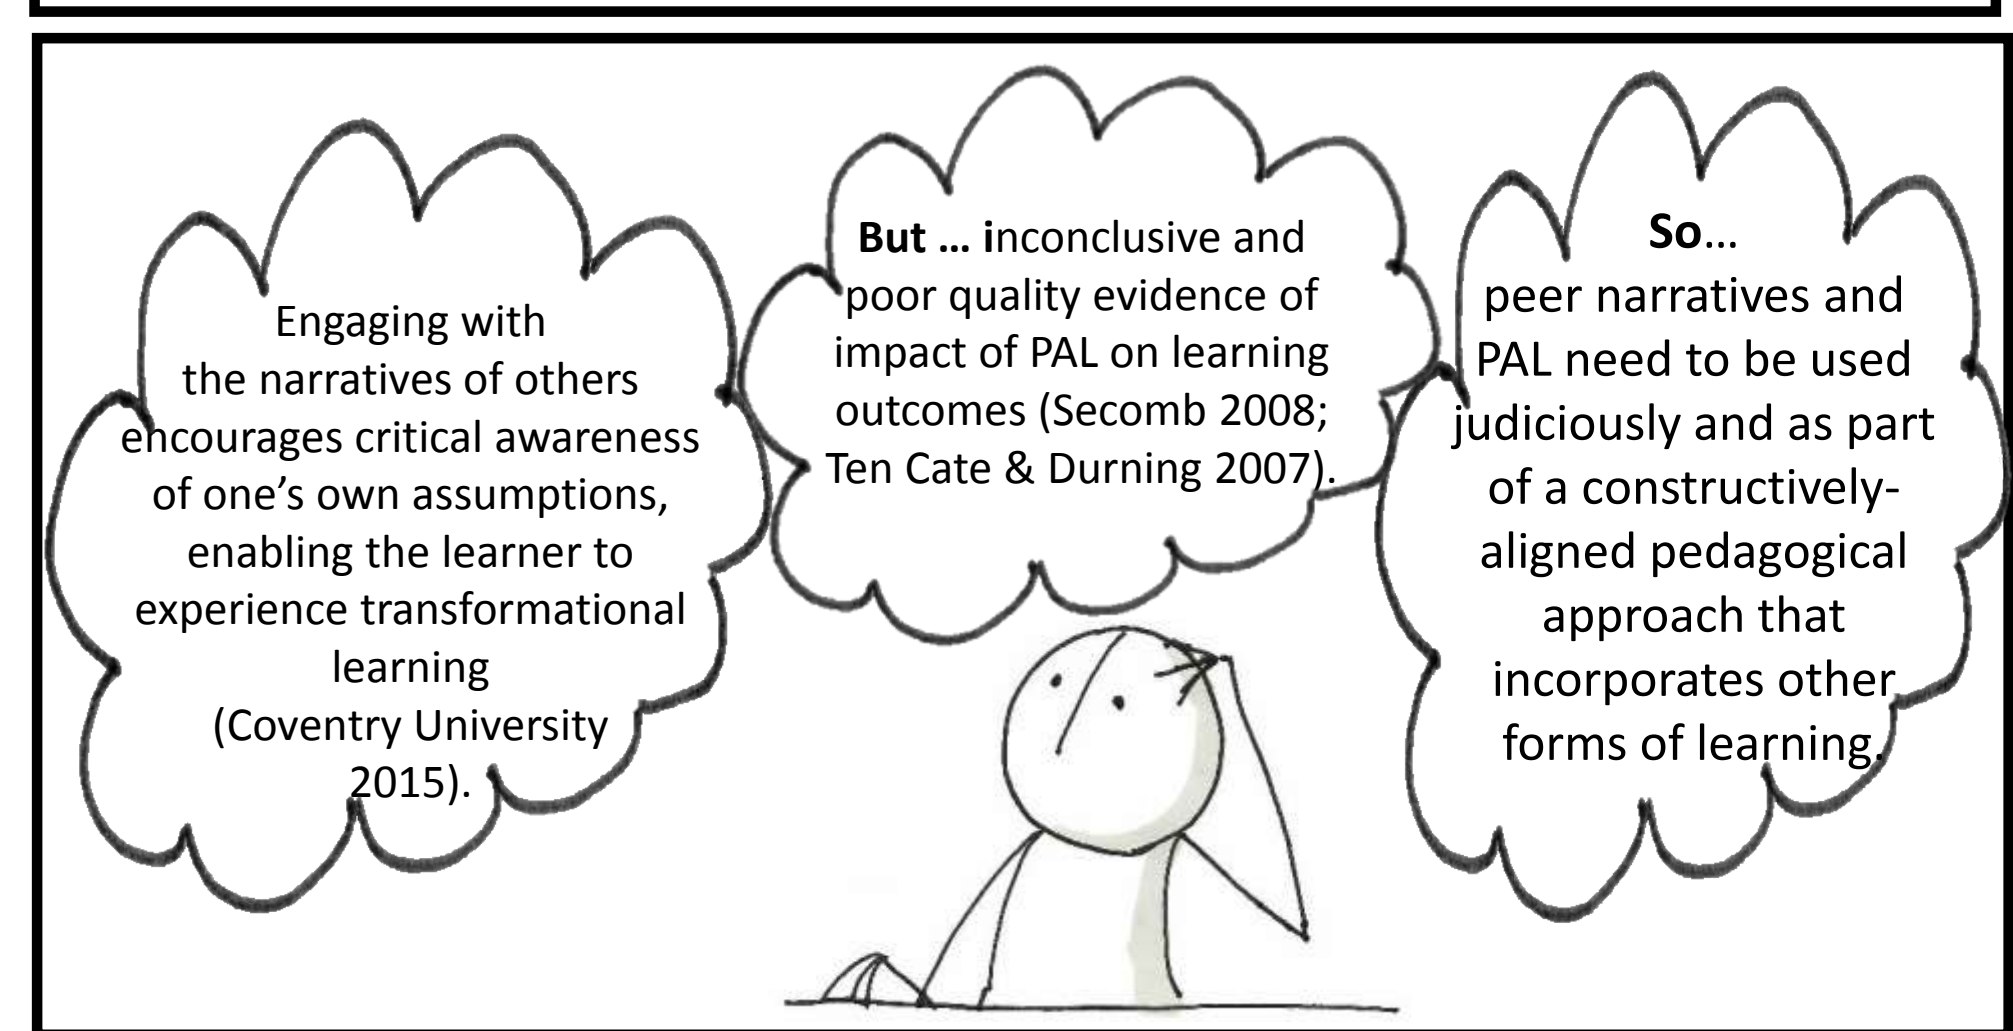 Engaging with
the narratives of others
encourages critical awareness
of one’s own assumptions,
enabling the learner to
experience transformational
learning
(Coventry University
2015).
But … inconclusive and
poor quality evidence of
impact of PAL on learning
outcomes (Secomb 2008;
Ten Cate & Durning 2007).
So…
peer narratives and
PAL need to be used
judiciously and as part
of a constructively-
aligned pedagogical
approach that
incorporates other
forms of learning.